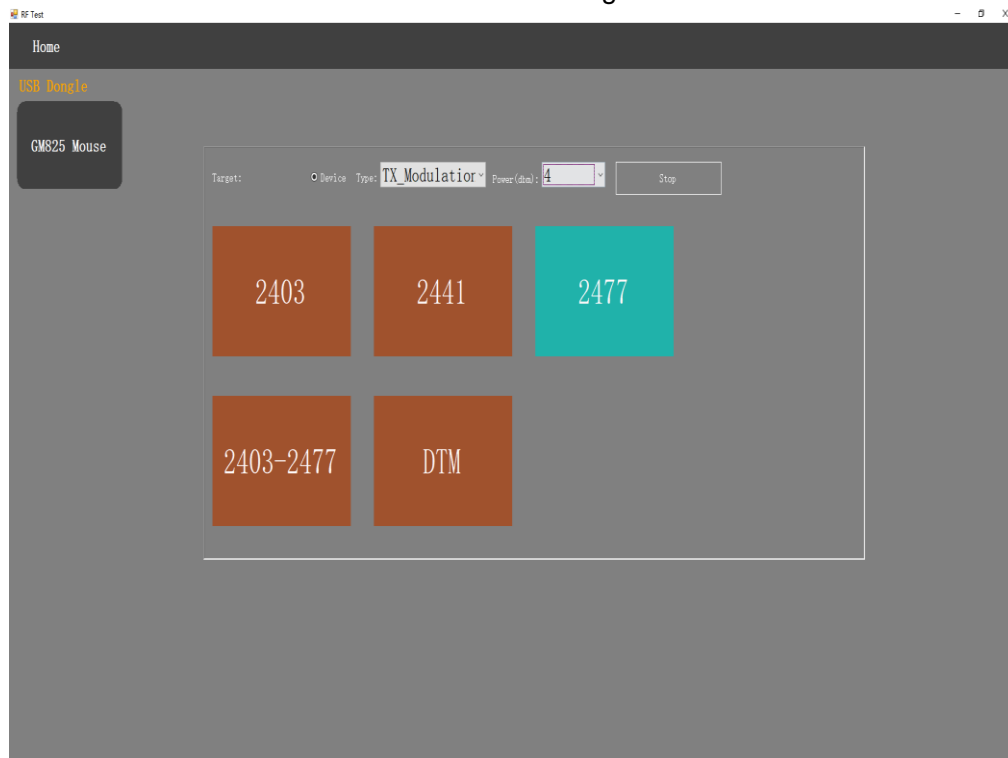 RF Test
Home
USB Dongle
GM825 Mouse
Target: Device Type: TX_Modulation Power(dbm): 4 Stop
2403 2441 2477
2403-2477 DTM